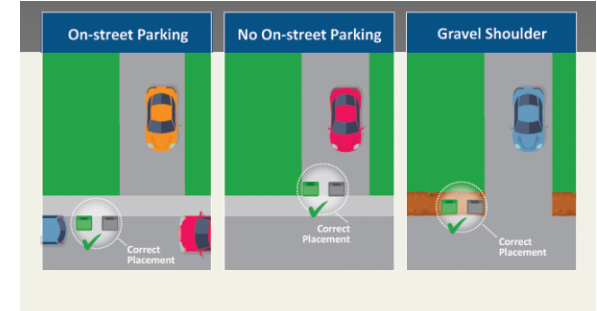 On-street Parking
No On-street Parking
Gravel Shoulder
Correct
Placement
Correct
Placement
Correct
Placement